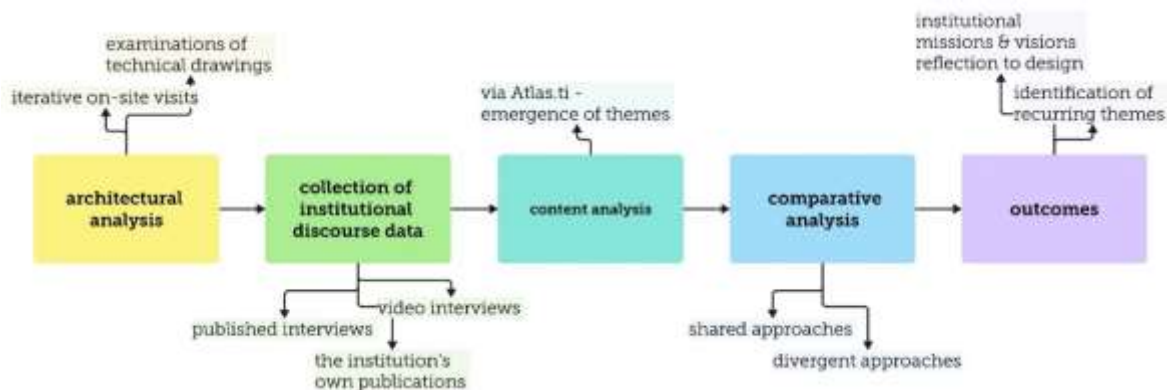 examinations of
technical drawings
iterative on-site visits
via Atlas.ti -
emergence of themes
institutional
missions & visions
reflection to design
identification of
recurring themes
architectural
analysis
collection of
institutional
discourse data
content analysis
comparative
analysis
outcomes
published interviews
video interviews
the institution's
own publications
shared approaches
divergent approaches